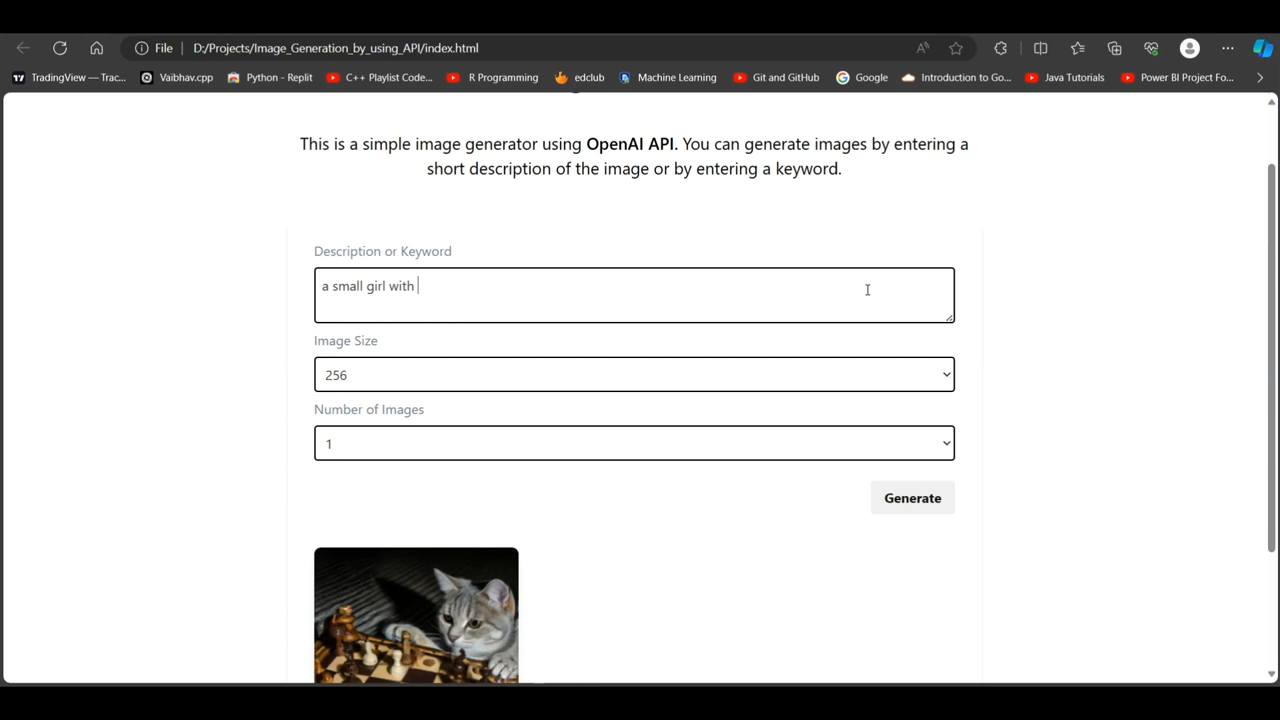 File D:/Projects/Image_Generation_by_using_API/index.html
TradingView — Trac... Vaibhav.cpp Python - Replit C++ Playlist Code... R Programming edclub Machine Learning Git and GitHub Google Introduction to Go... Java Tutorials Power BI Project Fo...
This is a simple image generator using OpenAI API. You can generate images by entering a
short description of the image or by entering a keyword.
Description or Keyword
a small girl with
Image Size
256
Number of Images
1
Generate